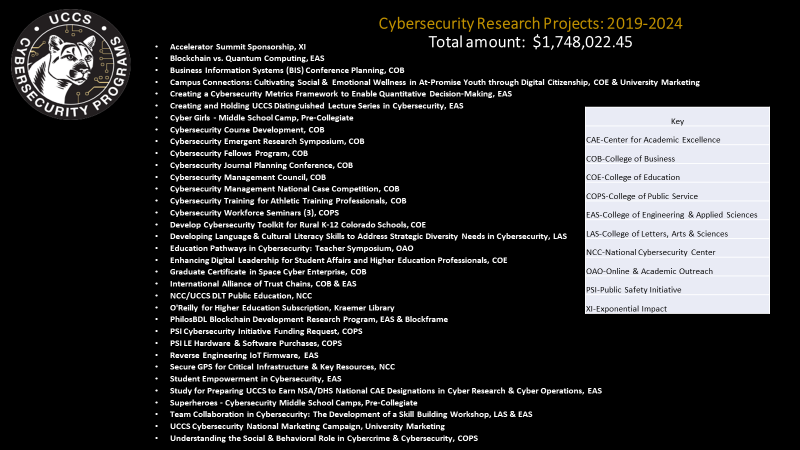 UCCS
CYBERSECURITY PROGRAMS
Cybersecurity Research Projects: 2019-2024
Total amount: $1,748,022.45
• Accelerator Summit Sponsorship, XI
• Blockchain vs. Quantum Computing, EAS
• Business Information Systems (BIS) Conference Planning, COB
• Campus Connections: Cultivating Social & Emotional Wellness in At-Promise Youth through Digital Citizenship, COE & University Marketing
• Creating a Cybersecurity Metrics Framework to Enable Quantitative Decision-Making, EAS
• Creating and Holding UCCS Distinguished Lecture Series in Cybersecurity, EAS
• Cyber Girls - Middle School Camp, Pre-Collegiate
• Cybersecurity Course Development, COB
• Cybersecurity Emergent Research Symposium, COB
• Cybersecurity Fellows Program, COB
• Cybersecurity Journal Planning Conference, COB
• Cybersecurity Management Council, COB
• Cybersecurity Management National Case Competition, COB
• Cybersecurity Training for Athletic Training Professionals, COB
• Cybersecurity Workforce Seminars (3), COPS
• Develop Cybersecurity Toolkit for Rural K-12 Colorado Schools, COE
• Developing Language & Cultural Literacy Skills to Address Strategic Diversity Needs in Cybersecurity, LAS
• Education Pathways in Cybersecurity: Teacher Symposium, OAO
• Enhancing Digital Leadership for Student Affairs and Higher Education Professionals, COE
• Graduate Certificate in Space Cyber Enterprise, COB
• International Alliance of Trust Chains, COB & EAS
• NCC/UCCS DLT Public Education, NCC
• O'Reilly for Higher Education Subscription, Kraemer Library
• PhilosBDL Blockchain Development Research Program, EAS & Blockframe
• PSI Cybersecurity Initiative Funding Request, COPS
• PSI LE Hardware & Software Purchases, COPS
• Reverse Engineering IoT Firmware, EAS
• Secure GPS for Critical Infrastructure & Key Resources, NCC
• Student Empowerment in Cybersecurity, EAS
• Study for Preparing UCCS to Earn NSA/DHS National CAE Designations in Cyber Research & Cyber Operations, EAS
• Superheroes - Cybersecurity Middle School Camps, Pre-Collegiate
• Team Collaboration in Cybersecurity: The Development of a Skill Building Workshop, LAS & EAS
• UCCS Cybersecurity National Marketing Campaign, University Marketing
• Understanding the Social & Behavioral Role in Cybercrime & Cybersecurity, COPS
Key
CAE-Center for Academic Excellence
COB-College of Business
COE-College of Education
COPS-College of Public Service
EAS-College of Engineering & Applied Sciences
LAS-College of Letters, Arts & Sciences
NCC-National Cybersecurity Center
OAO-Online & Academic Outreach
PSI-Public Safety Initiative
XI-Exponential Impact